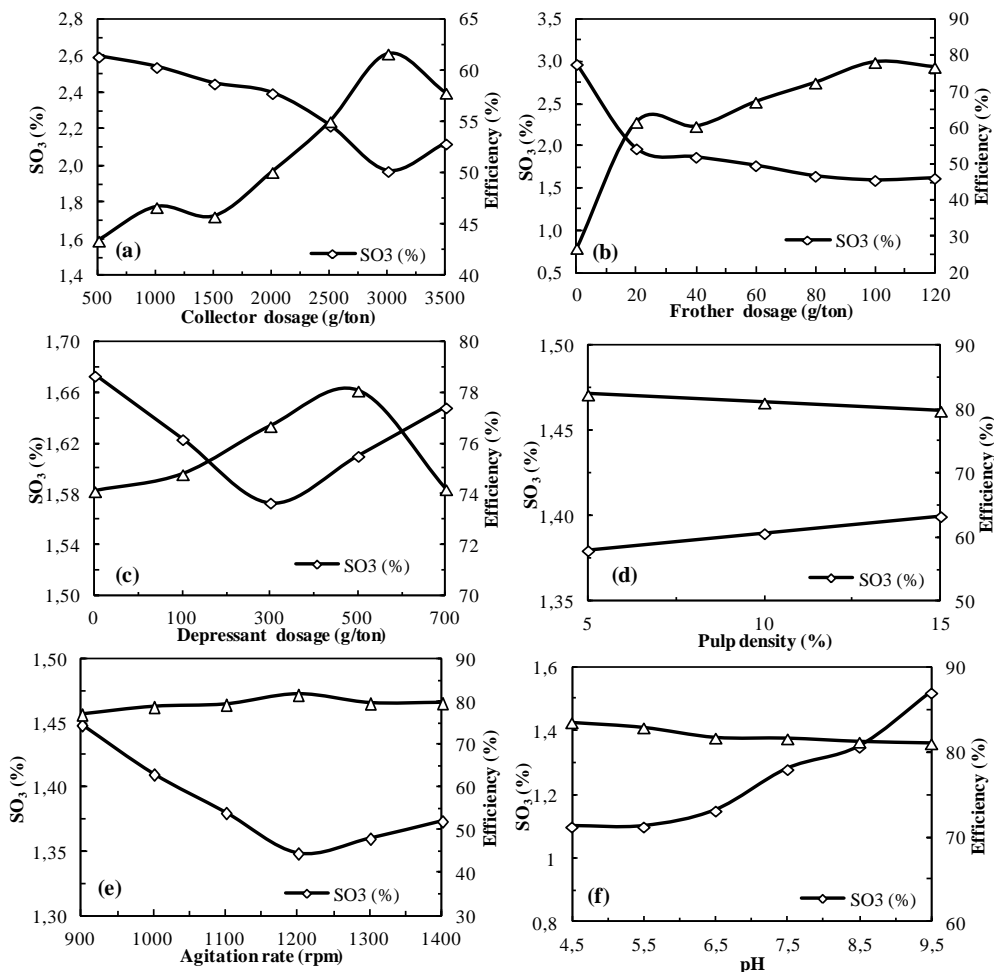 2,8
2,6
2,4
2,2
2,0
1,8
1,6
1,4
SO3 (%)
65
60
55
50
45
40
Efficiency (%)
(a)
SO3 (%)
500 1000 1500 2000 2500 3000 3500
Collector dosage (g/ton)
3,5
3,0
2,5
2,0
1,5
1,0
0,5
SO3 (%)
90
80
70
60
50
40
30
20
Efficiency (%)
(b)
SO3 (%)
0 20 40 60 80 100 120
Frother dosage (g/ton)
1,70
1,66
1,62
1,58
1,54
1,50
SO3 (%)
80
78
76
74
72
70
Efficiency (%)
(c)
SO3 (%)
0 100 300 500 700
Depressant dosage (g/ton)
1,50
1,45
1,40
1,35
SO3 (%)
90
80
70
60
50
Efficiency (%)
(d)
SO3 (%)
5 10 15
Pulp density (%)
1,50
1,45
1,40
1,35
1,30
SO3 (%)
90
80
70
60
50
40
30
Efficiency (%)
(e)
SO3 (%)
900 1000 1100 1200 1300 1400
Agitation rate (rpm)
1,6
1,4
1,2
1
0,8
SO3 (%)
90
80
70
60
Efficiency (%)
(f)
SO3 (%)
4,5 5,5 6,5 7,5 8,5 9,5
pH